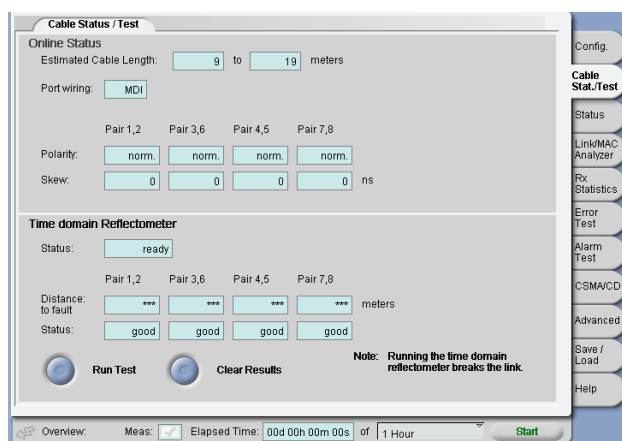 Cable Status / Test
Online Status
Estimated Cable Length: 9 to 19 meters
Port wiring: MDI
Pair 1,2 Pair 3,6 Pair 4,5 Pair 7,8
Polarity: norm. norm. norm. norm.
Skew: 0 0 0 0 ns
Time domain Reflectometer
Status: ready
Pair 1,2 Pair 3,6 Pair 4,5 Pair 7,8
Distance: *** *** *** *** meters
to fault
Status: good good good good
Run Test Clear Results
Note: Running the time domain
reflectometer breaks the link.
Overview: Meas: Elapsed Time: 00d 00h 00m 00s of 1 Hour Start
Config.
Cable
Stat./Test
Status
Link/MAC
Analyzer
Rx
Statistics
Error
Test
Alarm
Test
CSMA/CD
Advanced
Save /
Load
Help